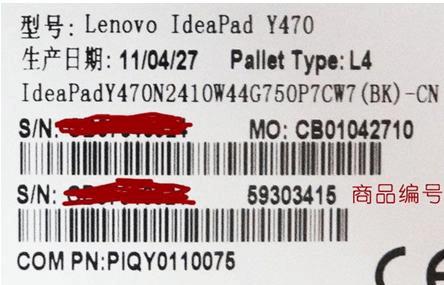 型号: Lenovo IdeaPad Y470
生产日期: 11/04/27 Pallet Type: L4
IdeaPadY470N2410W44G750P7CW7(BK)-CN
S/N: MO: CB01042710
S/N: 59303415 商品编号
COM PN:PIQY0110075
CE